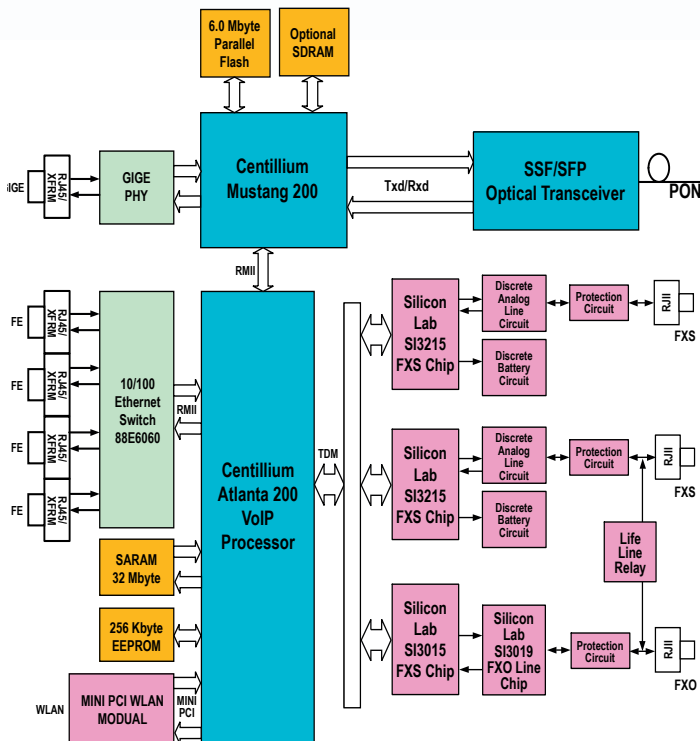 6.0 Mbyte
Parallel
Flash
Optional
SDRAM
GIGE
RJ45/
XFRM
GIGE
PHY
Centillium
Mustang 200
Txd/Rxd
SSF/SFP
Optical Transceiver
PON
RMII
FE
RJ45/
XFRM
FE
RJ45/
XFRM
FE
RJ45/
XFRM
FE
RJ45/
XFRM
10/100
Ethernet
Switch
88E6060
RMII
Centillium
Atlanta 200
VoIP
Processor
TDM
SARAM
32 Mbyte
256 Kbyte
EEPROM
WLAN
MINI PCI WLAN
MODUAL
MINI
PCI
Silicon
Lab
SI3215
FXS Chip
Discrete
Analog
Line
Circuit
Discrete
Battery
Circuit
Protection
Circuit
RJII
FXS
Silicon
Lab
SI3215
FXS Chip
Discrete
Analog Line
Circuit
Discrete
Battery
Circuit
Protection
Circuit
RJII
FXS
Life
Line
Relay
Silicon
Lab
SI3015
FXS Chip
Silicon
Lab
SI3019
FXO Line
Chip
Protection
Circuit
RJII
FXO